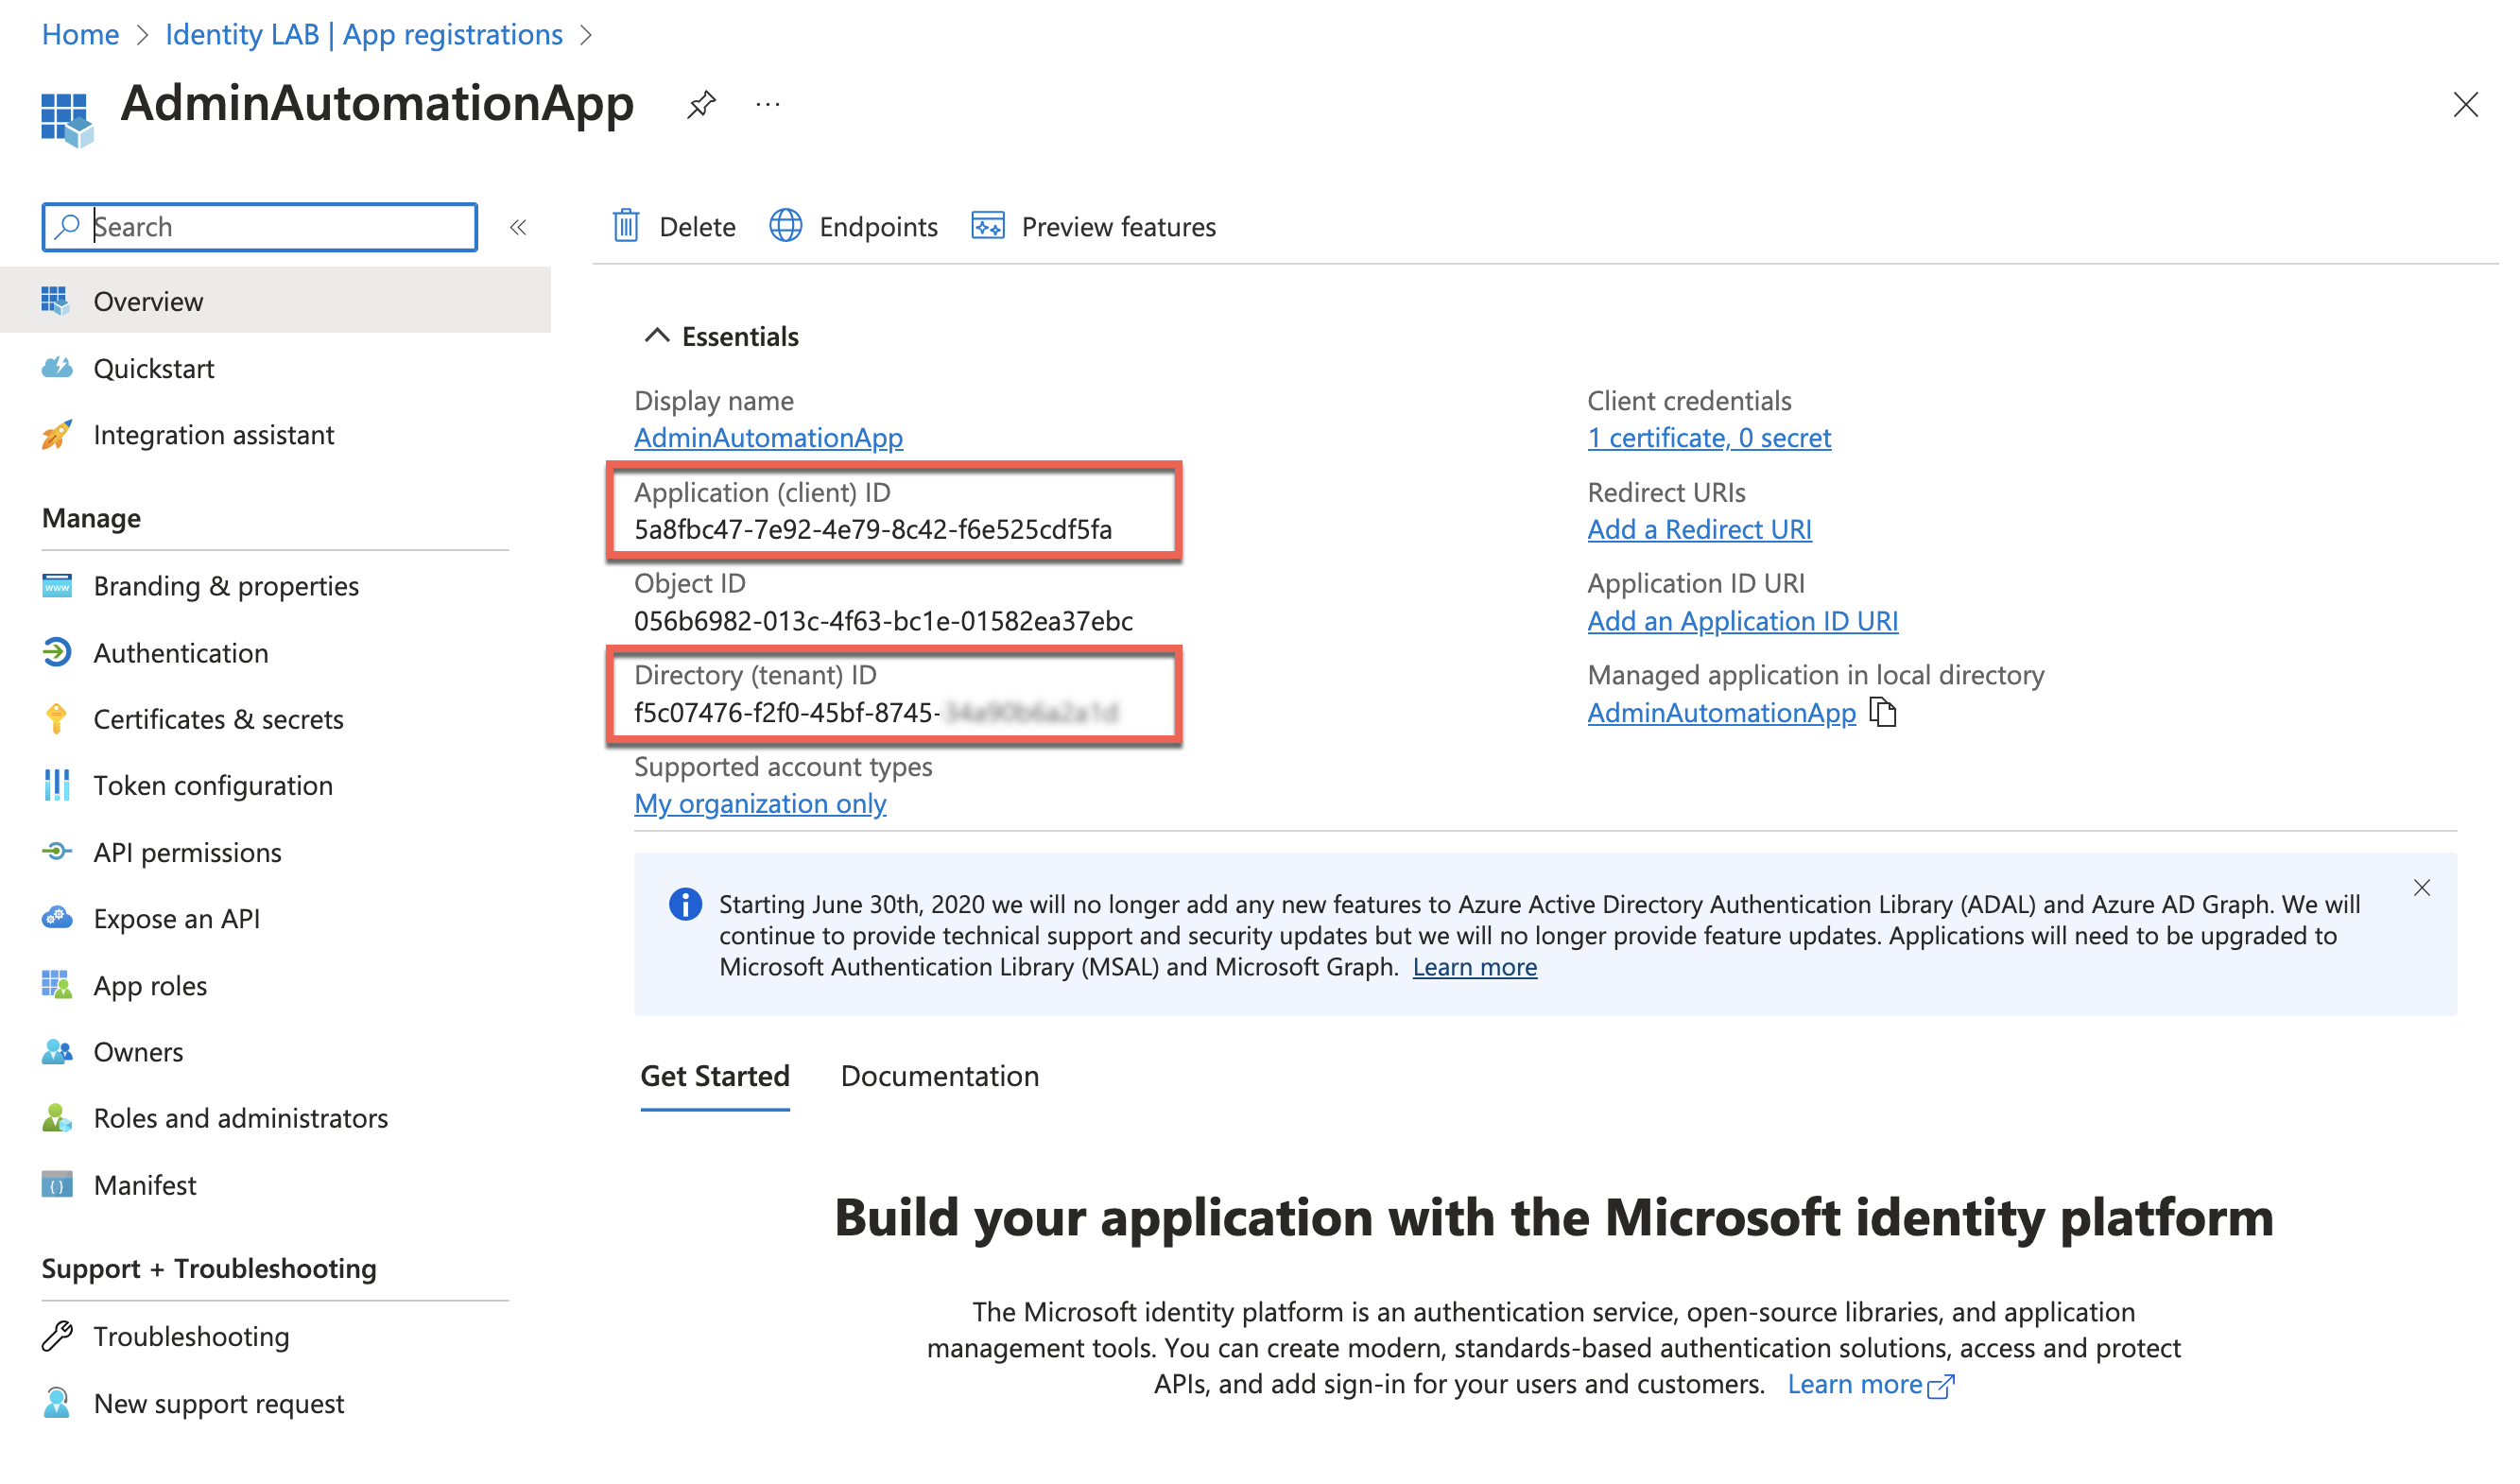 Home > Identity LAB | App registrations >
AdminAutomationApp
Search
Delete
Endpoints
Preview features
Overview
Quickstart
Integration assistant
Manage
Branding & properties
Authentication
Certificates & secrets
Token configuration
API permissions
Expose an API
App roles
Owners
Roles and administrators
Manifest
Support + Troubleshooting
Troubleshooting
New support request
Essentials
Display name
AdminAutomationApp
Application (client) ID
5a8fbc47-7e92-4e79-8c42-f6e525cdf5fa
Object ID
056b6982-013c-4f63-bc1e-01582ea37ebc
Directory (tenant) ID
f5c07476-f2f0-45bf-8745-
Supported account types
My organization only
Client credentials
1 certificate, 0 secret
Redirect URIs
Add a Redirect URI
Application ID URI
Add an Application ID URI
Managed application in local directory
AdminAutomationApp
Starting June 30th, 2020 we will no longer add any new features to Azure Active Directory Authentication Library (ADAL) and Azure AD Graph. We will
continue to provide technical support and security updates but we will no longer provide feature updates. Applications will need to be upgraded to
Microsoft Authentication Library (MSAL) and Microsoft Graph. Learn more
Get Started
Documentation
Build your application with the Microsoft identity platform
The Microsoft identity platform is an authentication service, open-source libraries, and application
management tools. You can create modern, standards-based authentication solutions, access and protect
APIs, and add sign-in for your users and customers. Learn more